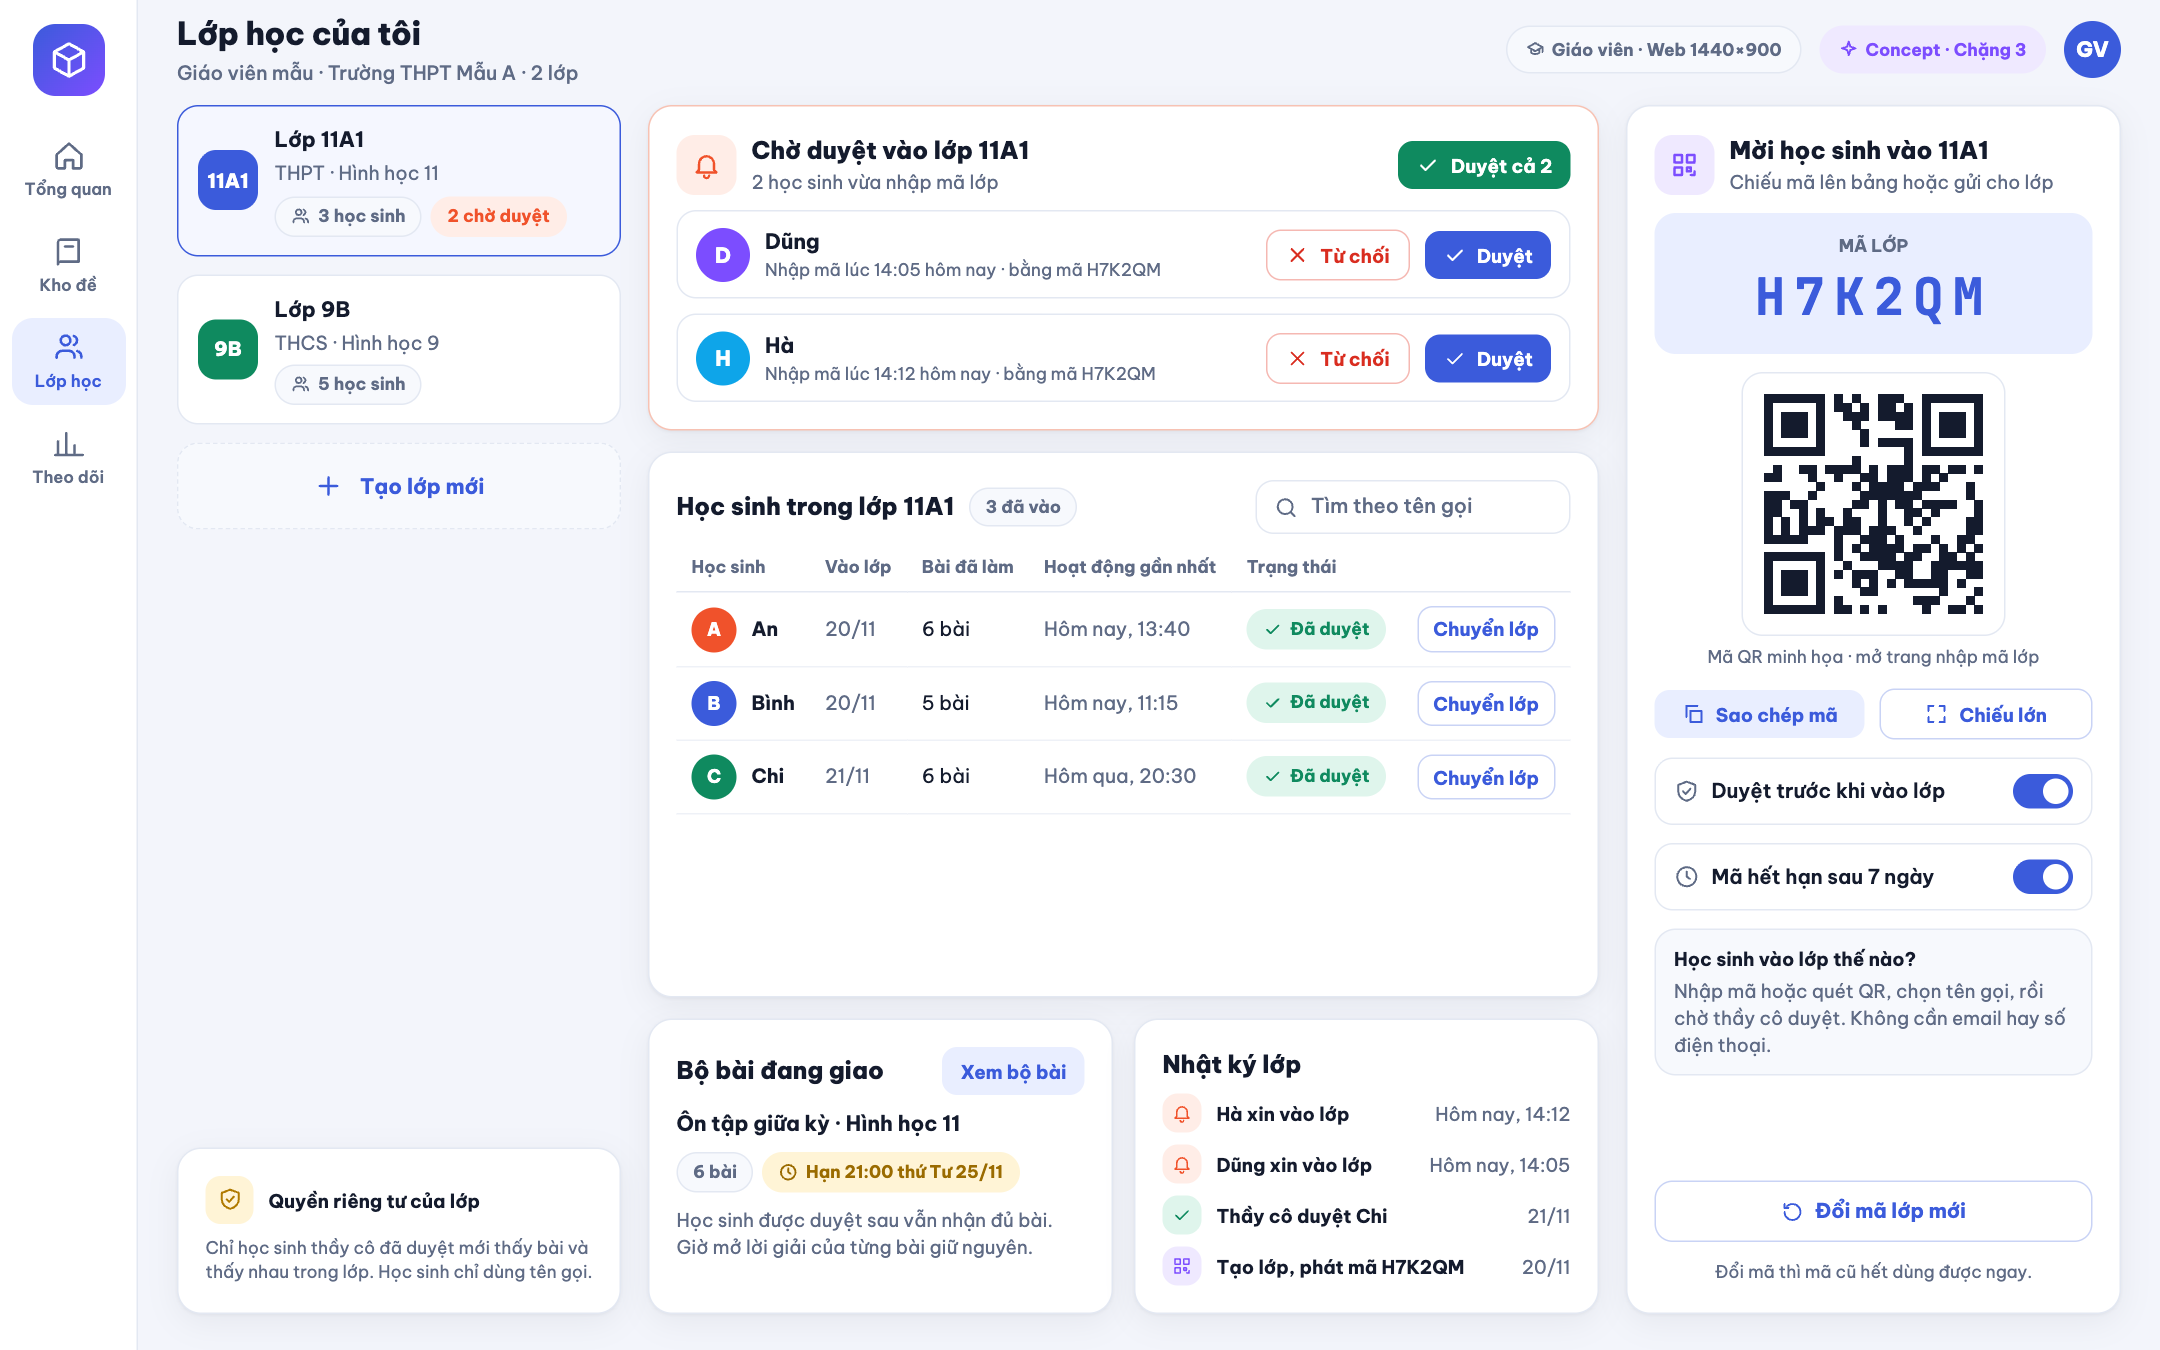 Lớp học của tôi
Giáo viên mẫu · Trường THPT Mẫu A · 2 lớp
Giáo viên · Web 1440×900
Concept · Chặng 3
GV
Tổng quan
Kho đề
Lớp học
Theo dõi
11A1
Lớp 11A1
THPT · Hình học 11
3 học sinh
2 chờ duyệt
9B
Lớp 9B
THCS · Hình học 9
5 học sinh
Tạo lớp mới
Quyền riêng tư của lớp
Chỉ học sinh thầy cô đã duyệt mới thấy bài và
thấy nhau trong lớp. Học sinh chỉ dùng tên gọi.
Chờ duyệt vào lớp 11A1
2 học sinh vừa nhập mã lớp
Duyệt cả 2
D
Dũng
Nhập mã lúc 14:05 hôm nay · bằng mã H7K2QM
Từ chối
Duyệt
H
Hà
Nhập mã lúc 14:12 hôm nay · bằng mã H7K2QM
Từ chối
Duyệt
Học sinh trong lớp 11A1
3 đã vào
Tìm theo tên gọi
Học sinh Vào lớp Bài đã làm Hoạt động gần nhất Trạng thái
A An 20/11 6 bài Hôm nay, 13:40 Đã duyệt Chuyển lớp
B Bình 20/11 5 bài Hôm nay, 11:15 Đã duyệt Chuyển lớp
C Chi 21/11 6 bài Hôm qua, 20:30 Đã duyệt Chuyển lớp
Bộ bài đang giao
Xem bộ bài
Ôn tập giữa kỳ · Hình học 11
6 bài
Hạn 21:00 thứ Tư 25/11
Học sinh được duyệt sau vẫn nhận đủ bài.
Giờ mở lời giải của từng bài giữ nguyên.
Nhật ký lớp
Hà xin vào lớp Hôm nay, 14:12
Dũng xin vào lớp Hôm nay, 14:05
Thầy cô duyệt Chi 21/11
Tạo lớp, phát mã H7K2QM 20/11
Mời học sinh vào 11A1
Chiếu mã lên bảng hoặc gửi cho lớp
MÃ LỚP
H7K2QM
Mã QR minh họa · mở trang nhập mã lớp
Sao chép mã
Chiếu lớn
Duyệt trước khi vào lớp
Mã hết hạn sau 7 ngày
Học sinh vào lớp thế nào?
Nhập mã hoặc quét QR, chọn tên gọi, rồi
chờ thầy cô duyệt. Không cần email hay số
điện thoại.
Đổi mã lớp mới
Đổi mã thì mã cũ hết dùng được ngay.